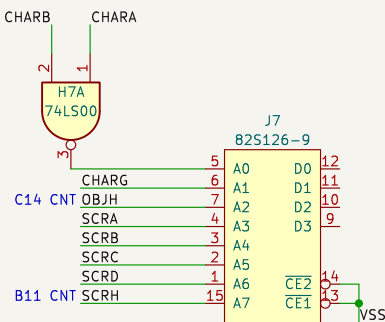 CHARB CHARA
2 1
H7A
74LS00
3
J7
82S126-9
5 A0 D0 12
CHARG 6 A1 D1 11
C14 CNT OBJH 7 A2 D2 10
SCRA 4 A3 D3 9
SCRB 3 A4
SCRC 2 A5
SCRD 1 A6 CE2 14
B11 CNT SCRH 15 A7 CE1 13
VSS